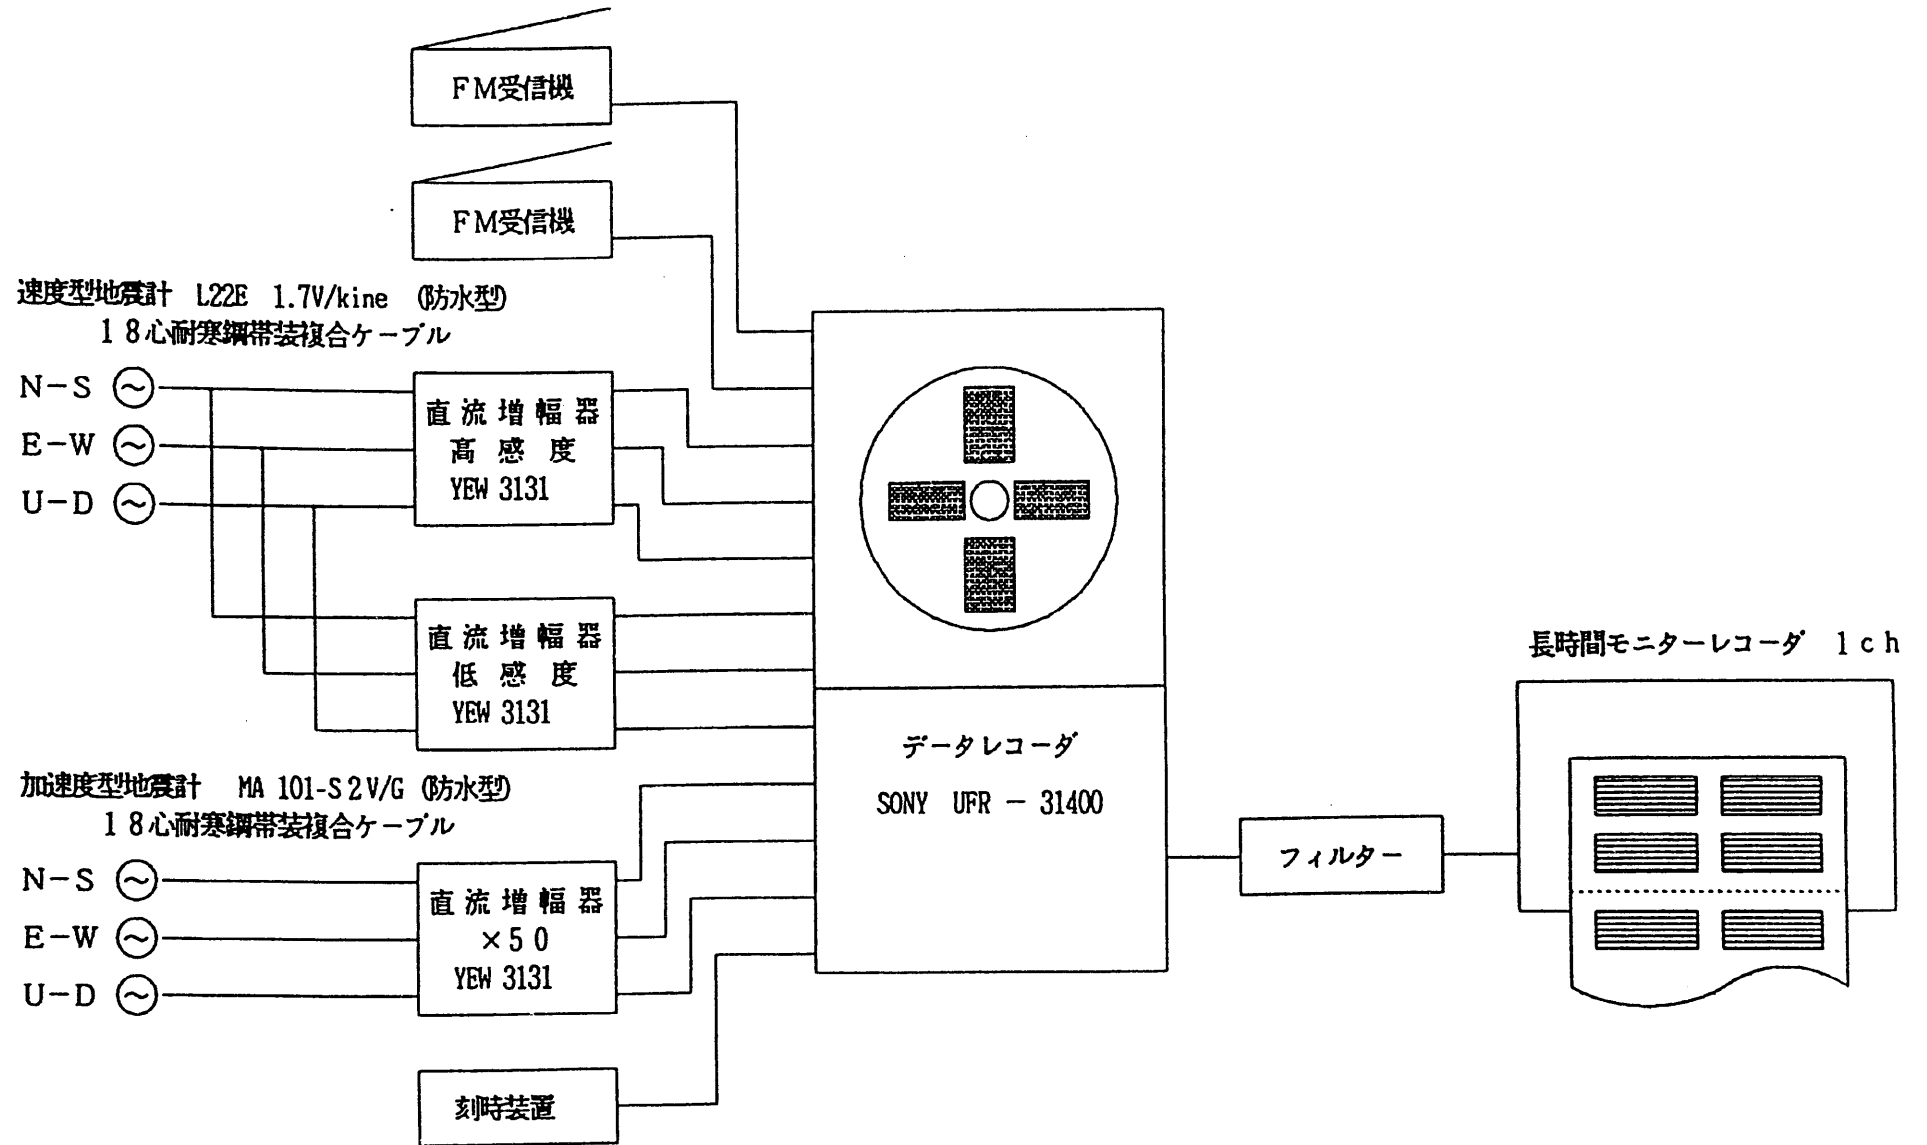 FM受信機
FM受信機
速度型地震計 L22E 1.7V/kine (防水型)
18心耐寒鋼帯装複合ケーブル
N-S
E-W
U-D
直流増幅器
高感度
YEW 3131
直流増幅器
低感度
YEW 3131
加速度型地震計 MA 101-S 2V/G (防水型)
18心耐寒鋼帯装複合ケーブル
N-S
E-W
U-D
直流増幅器
×50
YEW 3131
刻時装置
データレコーダ
SONY UFR - 31400
フィルター
長時間モニターレコーダ 1ch